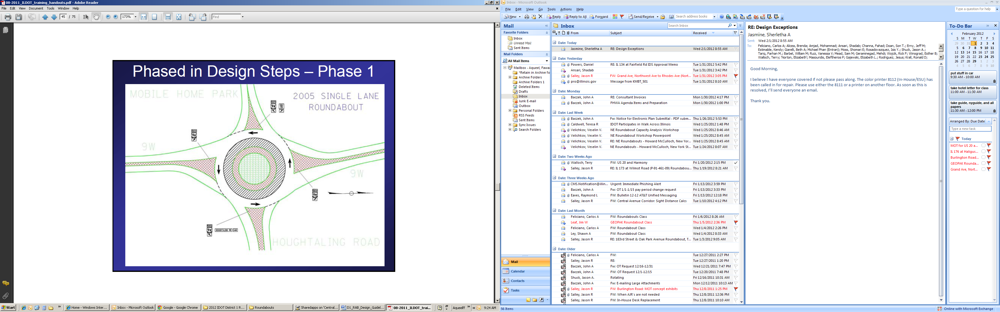 08-2011_ILDOT_training_handouts.pdf - Adobe Reader
File Edit View Document Tools Window Help
45 / 75 173% Find
Phased in Design Steps – Phase 1
MOBILE HOME PARK
2005 SINGLE LANE
ROUNDABOUT
9W
9W
HOUGHTALING ROAD
Start Home - Windows Inter... Inbox - Microsoft Outlook Google - Google Chrome 2012 IDOT District 1 R... Roundabouts Sharedapps on 'Central... D1_RAB_Design_Guidel... 08-2011_ILDOT_trai... Aqueelff 9:24 AM
Inbox - Microsoft Outlook
File Edit View Go Tools Actions Help Type a question for help
New Reply Reply to All Forward Send/Receive Search address books
Mail
Favorite Folders
Inbox
Unread Mail
Sent Items
Mail Folders
All Mail Items
Mailbox - Aqueel, Fawa
*Retain in Archive fo
Archive Folders
Archive Folders 1
Deleted Items
Drafts
Inbox
Junk E-mail
Outbox
Personal Folders
RSS Feeds
Sent Items
Sync Issues
Search Folders
Mail
Calendar
Contacts
Tasks
56 Items
Inbox Search Inbox
From Subject Received
Date: Today
Jasmine, Sherletha A RE: Design Exceptions Wed 2/1/2012 8:55 AM
Date: Yesterday
Powers, Daniel RE: IL 134 at Fairfield Rd IDS Approval Memo Tue 1/31/2012 5:42 PM
Ansari, Shadab Tue 1/31/2012 3:42 PM
Salley, Jason R FW: Grand Ave, Northwest Ave to Rhodes Ave (Nort... Tue 1/31/2012 3:05 PM
pro@illinois.gov Message from KMBT_501 Tue 1/31/2012 8:10 AM
Date: Monday
Baczek, John A RE: Consultant Invoices Mon 1/30/2012 4:17 PM
Baczek, John A FHWA Agenda Items and Preparation Mon 1/30/2012 1:00 PM
Date: Last Week
Baczek, John A Fw: Notice for Electronic Plan Submittal - PDF subm... Thu 1/26/2012 5:53 PM
Caldwell, Teresa R IDOT Participates in Walk Across Illinois Wed 1/25/2012 1:48 PM
Velichkov, Veselin V. NE Roundabout Capacity Analysis Workshop Wed 1/25/2012 8:46 AM
Velichkov, Veselin V. NE Roundabout Workshop Powerpoint Wed 1/25/2012 8:45 AM
Velichkov, Veselin V. RE: NE Roundabouts - Howard McCulloch, New Yor... Wed 1/25/2012 8:45 AM
Velichkov, Veselin V. NE Roundabouts - Howard McCulloch, New York St... Tue 1/24/2012 8:07 AM
Date: Two Weeks Ago
Walloch, Terry FW: US 20 and Harmony Fri 1/20/2012 2:15 PM
Salley, Jason R RE: IL 173 at Wilmot Road (P-91-461-09) Roundabou... Thu 1/19/2012 8:21 AM
Date: Three Weeks Ago
CMS.Notification@illin... Urgent: Immediate Phishing Alert Fri 1/13/2012 3:59 PM
Baczek, John A Fw: OT 1/1-1/15 pay period change request Fri 1/13/2012 3:33 PM
Eaves, Raymond L FW: Bulletin 12-12 AT&T Unified Messaging Fri 1/13/2012 12:18 PM
Salley, Jason R FW: Central Avenue Corridor: Sight Distance Calcs Tue 1/10/2012 4:12 PM
Date: Last Month
Feliciano, Carlos A FW: Roundabouts Class Fri 1/6/2012 8:26 AM
Leaf, Jim W GEOPAK Roundabout Class Thu 1/5/2012 2:36 PM
Feliciano, Carlos A FW: Roundabout Class Wed 1/4/2012 2:26 PM
Ley, Shawn A FW: Roundabout Class Wed 1/4/2012 8:33 AM
Salley, Jason R RE: 183rd Street & Oak Park Avenue Roundabout, T... Tue 1/3/2012 9:05 AM
Date: Older
Feliciano, Carlos A FW: Tue 12/27/2011 2:27 PM
Salley, Jason R RE: Tue 12/27/2011 1:20 PM
Baczek, John A Fw: OT Request 12/16-12/31 Wed 12/21/2011 7:47 PM
Baczek, John A Fw: OT Request 12/1-12/15 Tue 12/20/2011 7:48 PM
Shuck, Jason A. Rotating Fri 12/16/2011 10:31 AM
Baczek, John A Fw: E-mailing Large Attachments Mon 12/12/2011 10:13 AM
Salley, Jason R FW: Burlington Road: MOT concept exhibits Thu 12/8/2011 1:25 PM
Salley, Jason R FW: When AJR's are not needed Thu 12/8/2011 12:36 PM
Salley, Jason R FW: In-House Desk Replacement Thu 12/8/2011 10:10 AM
RE: Design Exceptions
Jasmine, Sherletha A
Sent: Wed 2/1/2012 8:55 AM
To: Feliciano, Carlos A; Alicea, Brenda; Amjad, Mohammad; Ansari, Shadab; Channa, Fahad; Doan, Son T.; Erny, Jeff M;
Estimable, Kendy; Giarelli, Beth A; Michael Phan (Entran); Moss, Shomari E; Rosadovazquez, Isis Y.; Shuck, Jason A.;
Tariq, Farhan M.; Barbel, William M; Ruiz, Vanessa V; Mead, Sam M; Geraminegad, Mehdi; Wojcik, Rick F; Winograd, Esther B;
Walloch, Terry; 'Norton, Elizabeth'; Masouridis, Eleftherios P; Gajewski, Elizabeth L.; Rodriguez, Jesus; Krall, Ronald D;
Good Morning,
I believe I have everyone covered if not please pass along. The color printer 8112 (In-House/ESU) has
been called in for repair. Please use either the 8111 or a printer on another floor. As soon as this is
resolved, I'll send everyone an email.
Thank you.
To-Do Bar
February 2012
S M T W T F S
29 30 31 1 2 3 4
5 6 7 8 9 10 11
12 13 14 15 16 17 18
19 20 21 22 23 24 25
26 27 28 29 1 2 3
4 5 6 7 8 9 10
put stuff in car
9:30 AM - 10:00 AM
take hotel letter for class
11:00 AM - 11:30 AM
take guide, nyguide, and all
papers
11:30 AM - 12:00 PM
Arranged By: Due Date
Type a new task
Today
MOT for US 20 a...
IL 176 at Haligus...
Burlington Road...
GEOPAK Rounda...
Grand Ave, Nort...
Online with Microsoft Exchange